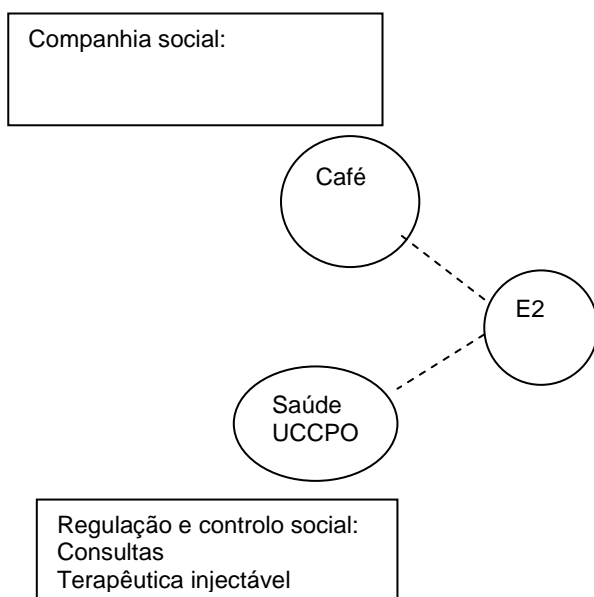 Companhia social:
Café
E2
Saúde
UCCPO
Regulação e controlo social:
Consultas
Terapêutica injectável